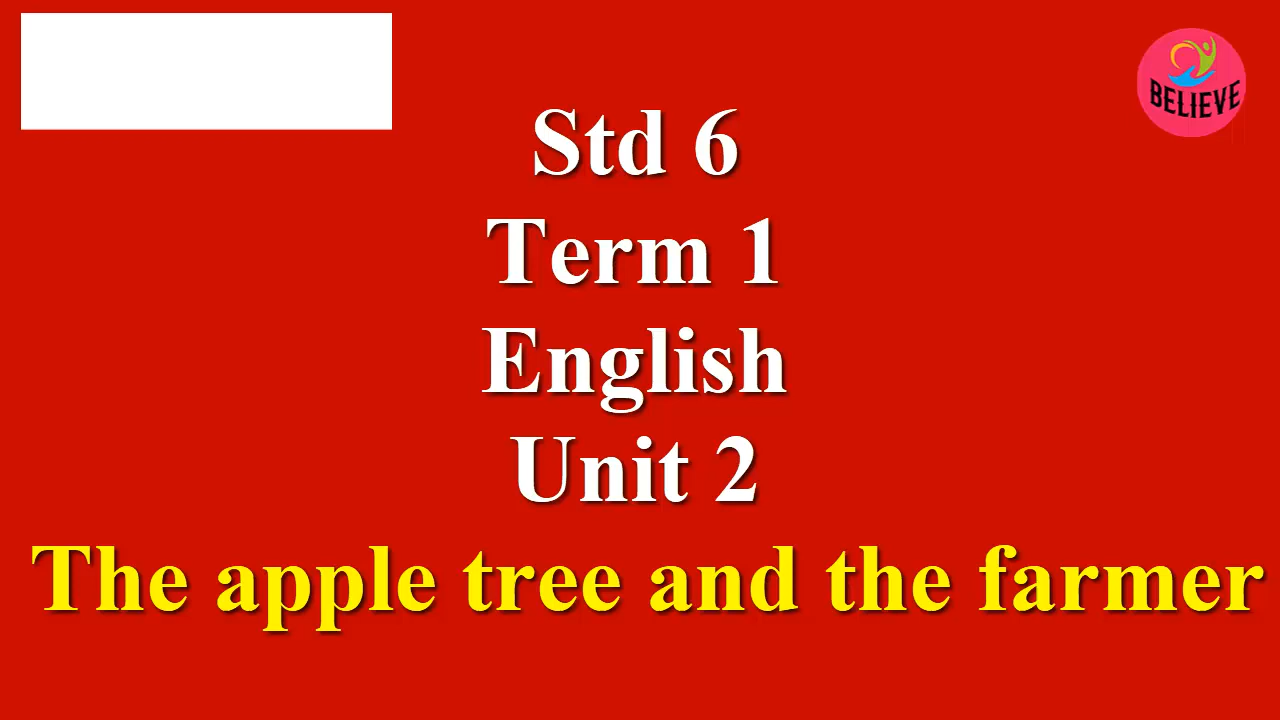 BELIEVE
Std 6
Term 1
English
Unit 2
The apple tree and the farmer